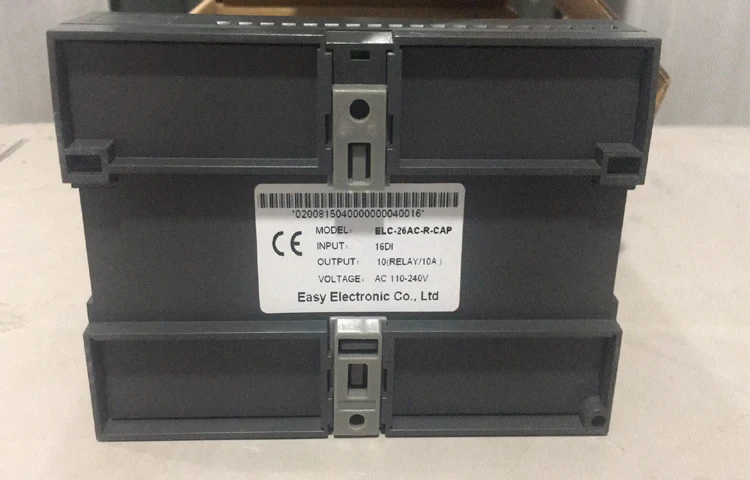 *0200815040000000040016*
CE
MODEL: ELC-26AC-R-CAP
INPUT: 16DI
OUTPUT: 10(RELAY/10A)
VOLTAGE: AC 110-240V
Easy Electronic Co., Ltd